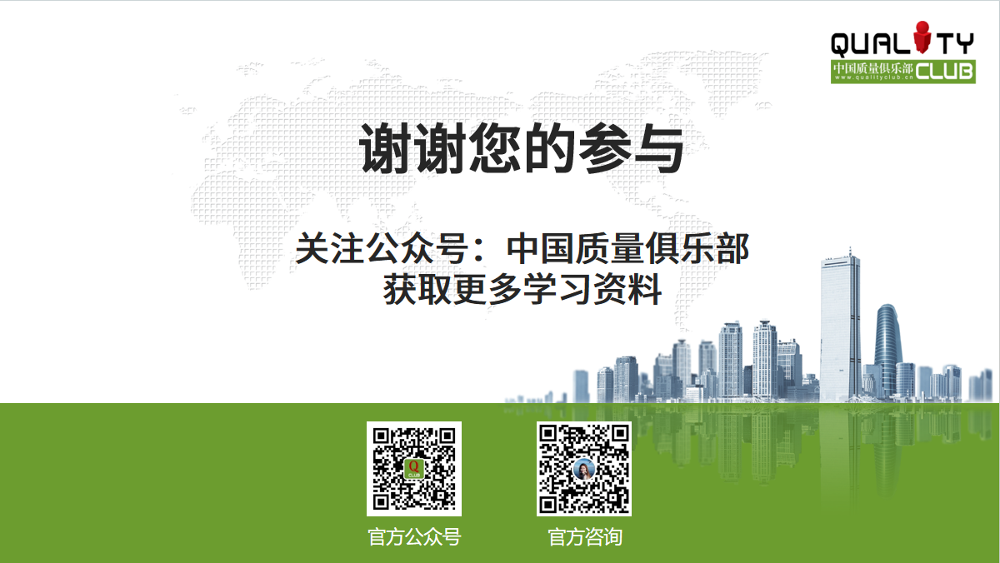 QUALITY
中国质量俱乐部 CLUB
www.qualityclub.cn
谢谢您的参与
关注公众号：中国质量俱乐部
获取更多学习资料
Q
CLUB
官方公众号
官方咨询